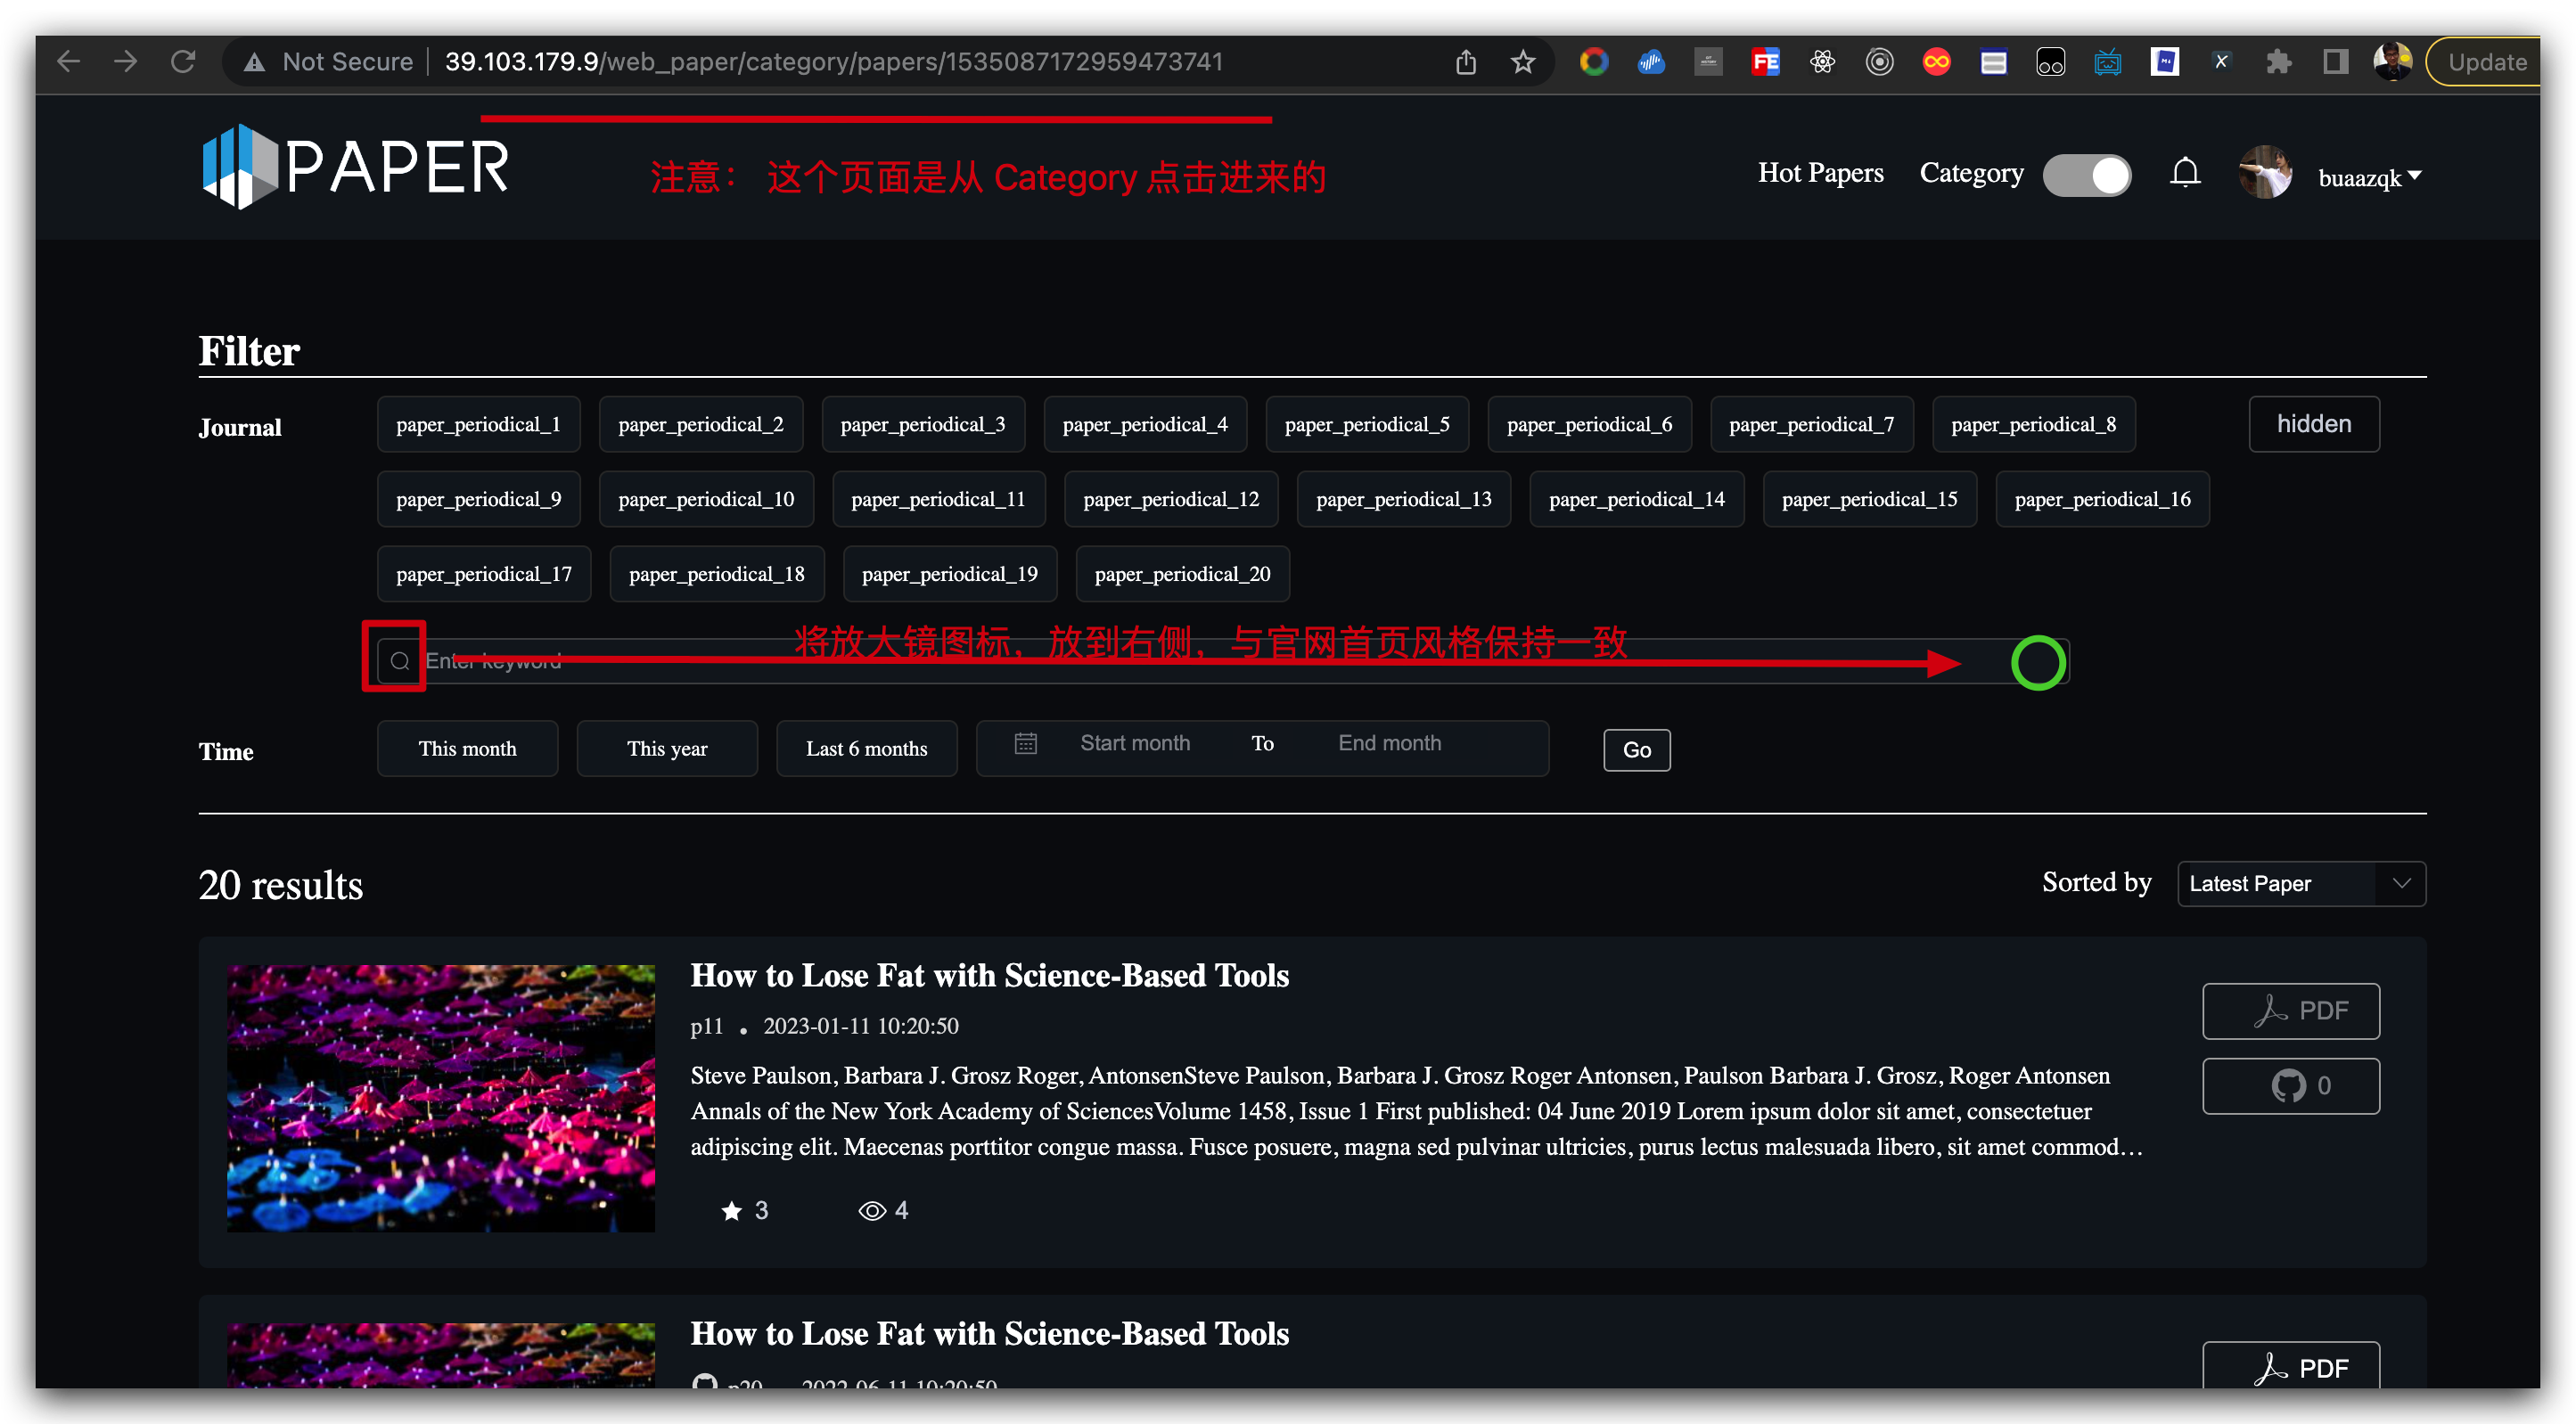 Not Secure 39.103.179.9/web_paper/category/papers/1535087172959473741 Update
PAPER
注意： 这个页面是从 Category 点击进来的
Hot Papers Category buaazqk
Filter
Journal paper_periodical_1 paper_periodical_2 paper_periodical_3 paper_periodical_4 paper_periodical_5 paper_periodical_6 paper_periodical_7 paper_periodical_8 hidden
paper_periodical_9 paper_periodical_10 paper_periodical_11 paper_periodical_12 paper_periodical_13 paper_periodical_14 paper_periodical_15 paper_periodical_16
paper_periodical_17 paper_periodical_18 paper_periodical_19 paper_periodical_20
将放大镜图标，放到右侧，与官网首页风格保持一致
Enter keyword
Time This month This year Last 6 months Start month To End month Go
20 results Sorted by Latest Paper
How to Lose Fat with Science-Based Tools
p11 • 2023-01-11 10:20:50
PDF
Steve Paulson, Barbara J. Grosz Roger, AntonsenSteve Paulson, Barbara J. Grosz Roger Antonsen, Paulson Barbara J. Grosz, Roger Antonsen
Annals of the New York Academy of SciencesVolume 1458, Issue 1 First published: 04 June 2019 Lorem ipsum dolor sit amet, consectetuer
adipiscing elit. Maecenas porttitor congue massa. Fusce posuere, magna sed pulvinar ultricies, purus lectus malesuada libero, sit amet commod…
0
3 4
How to Lose Fat with Science-Based Tools
PDF
p20 2022-06-11 10:20:50